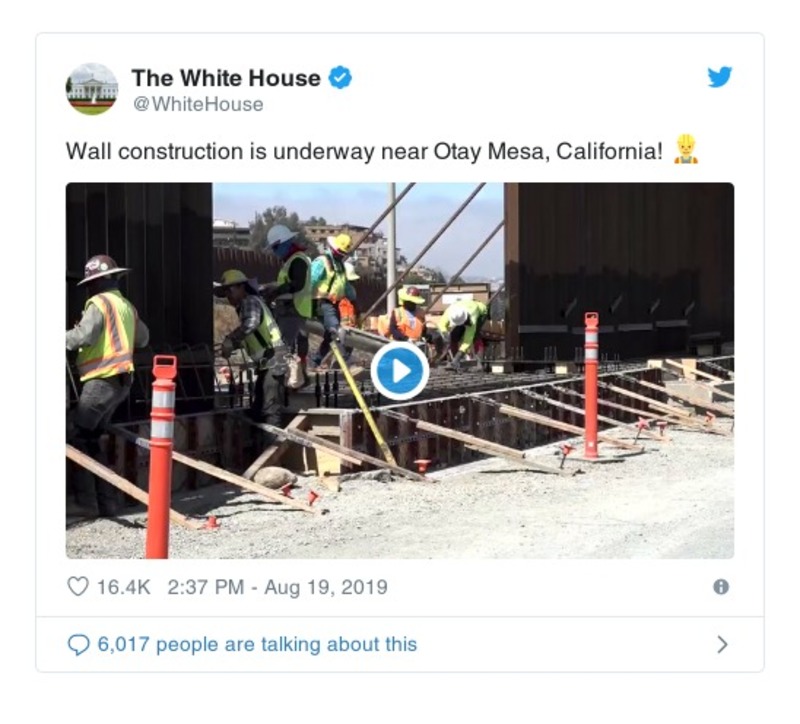 The White House
@WhiteHouse
Wall construction is underway near Otay Mesa, California! 👷
16.4K 2:37 PM - Aug 19, 2019
6,017 people are talking about this